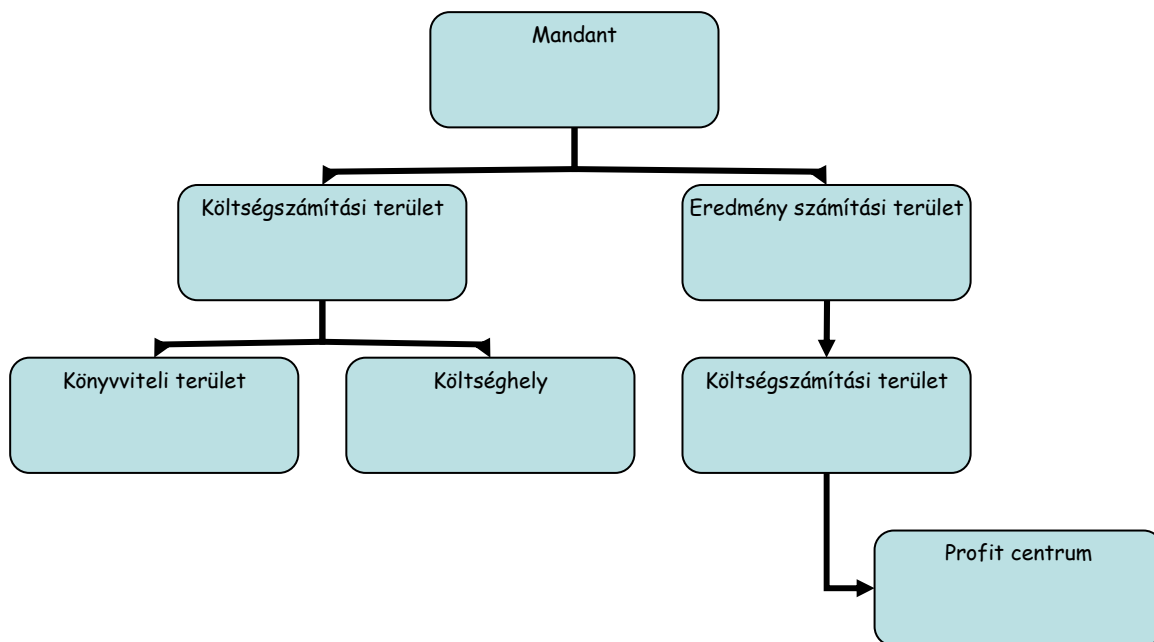 Mandant
Költségszámítási terület
Eredmény számítási terület
Könyvviteli terület
Költséghely
Költségszámítási terület
Profit centrum